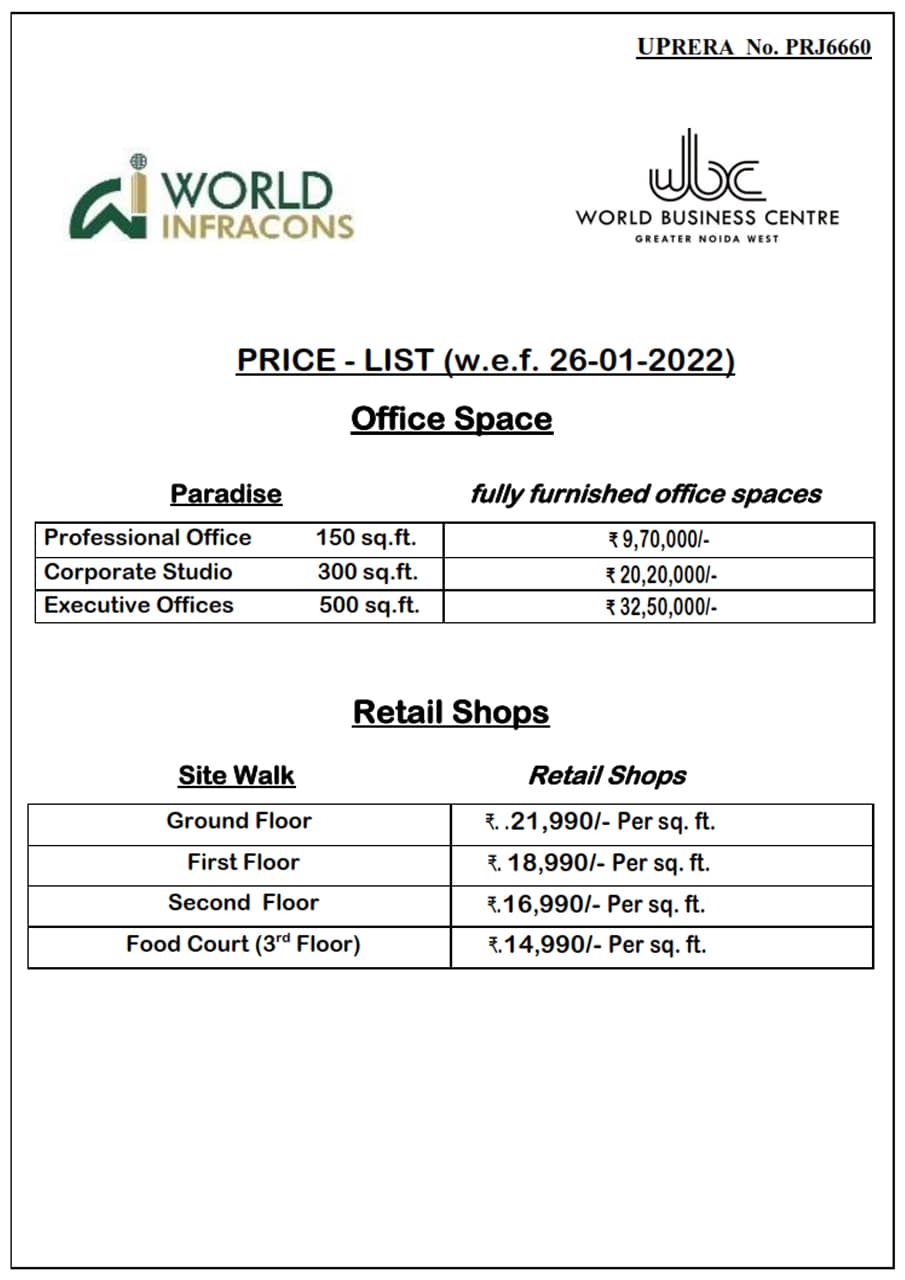 UPRERA No. PRJ6660
WORLD
INFRACONS
wbc
WORLD BUSINESS CENTRE
GREATER NOIDA WEST
PRICE - LIST (w.e.f. 26-01-2022)
Office Space
Paradise fully furnished office spaces
Professional Office 150 sq.ft. ₹ 9,70,000/-
Corporate Studio 300 sq.ft. ₹ 20,20,000/-
Executive Offices 500 sq.ft. ₹ 32,50,000/-
Retail Shops
Site Walk Retail Shops
Ground Floor ₹. .21,990/- Per sq. ft.
First Floor ₹. 18,990/- Per sq. ft.
Second Floor ₹.16,990/- Per sq. ft.
Food Court (3rd Floor) ₹.14,990/- Per sq. ft.